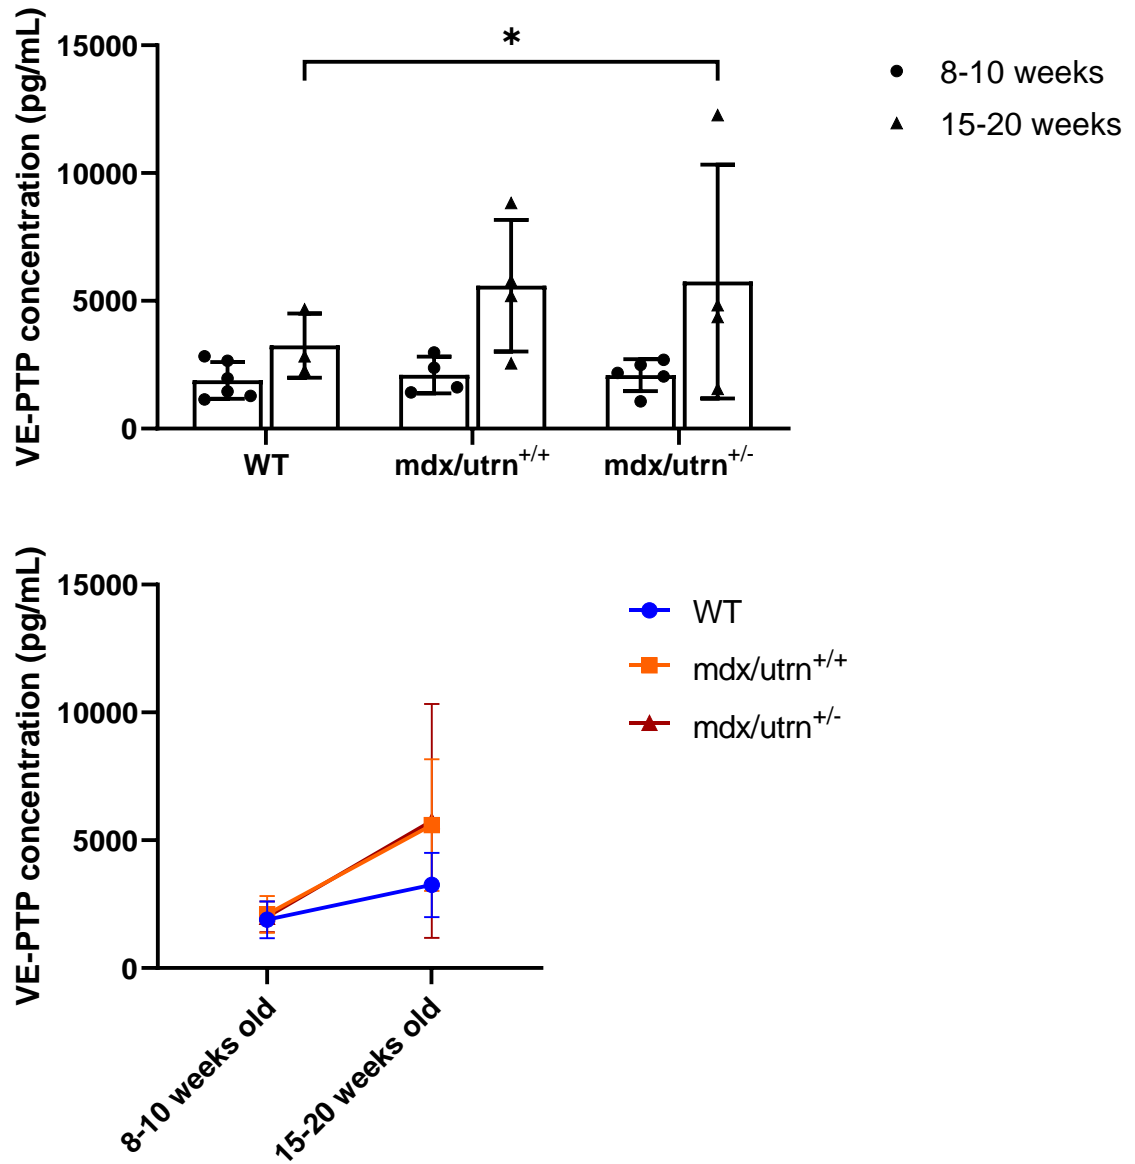 VE-PTP concentration (pg/mL)
15000
10000
5000
0
*
WT
mdx/utrn+/+
mdx/utrn+/-
8-10 weeks
15-20 weeks
VE-PTP concentration (pg/mL)
15000
10000
5000
0
8-10 weeks old
15-20 weeks old
WT
mdx/utrn+/+
mdx/utrn+/-